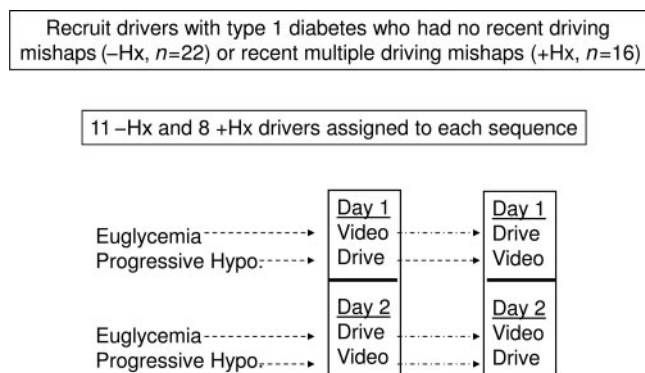 Recruit drivers with type 1 diabetes who had no recent driving
mishaps (–Hx, n=22) or recent multiple driving mishaps (+Hx, n=16)
11 –Hx and 8 +Hx drivers assigned to each sequence
Day 1 Day 1
Euglycemia Video Drive
Progressive Hypo. Drive Video
Day 2 Day 2
Euglycemia Drive Video
Progressive Hypo. Video Drive